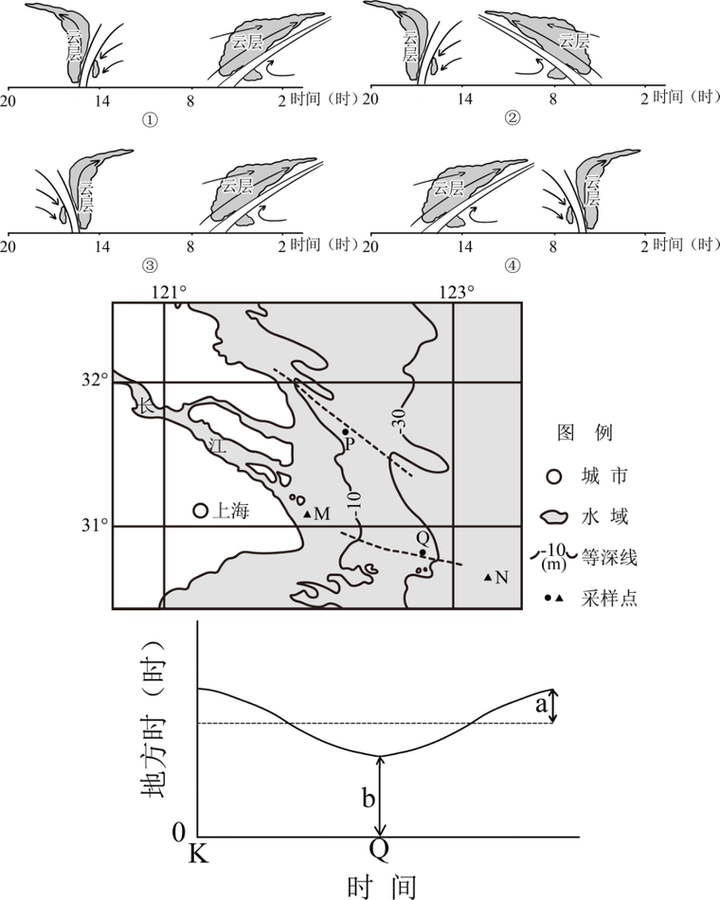 云层
云层
云层
云层
20 14 8 2 时间（时）
20 14 8 2 时间（时）
①
②
云层
云层
云层
云层
20 14 8 2 时间（时）
20 14 8 2 时间（时）
③
④
121° 123°
32°
长
江
-30
P
图 例
城 市
上海
M
-10
水 域
31°
Q
-10
(m)
等深线
N
采样点
地方时（时）
a
b
0
K
Q
时 间